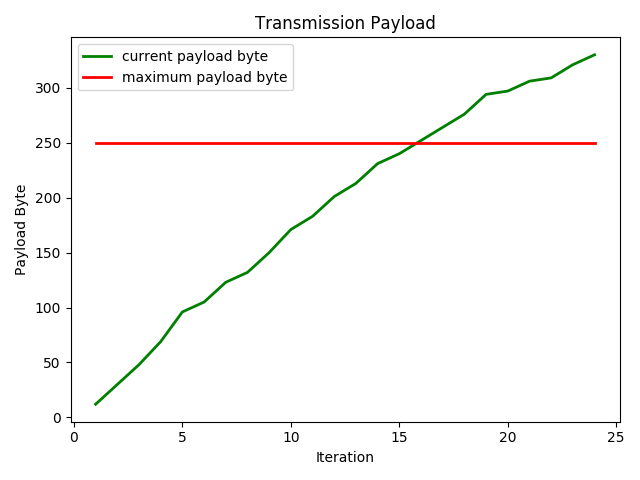 Transmission Payload
current payload byte
maximum payload byte
Payload Byte
300
250
200
150
100
50
0
0 5 10 15 20 25
Iteration